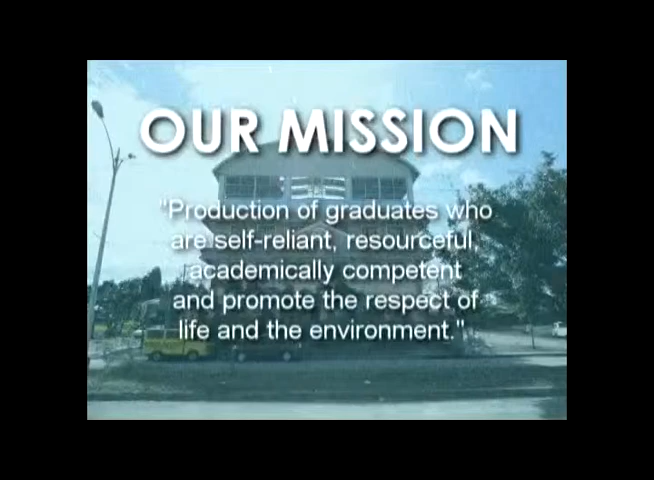 OUR MISSION
"Production of graduates who
are self-reliant, resourceful,
academically competent
and promote the respect of
life and the environment."